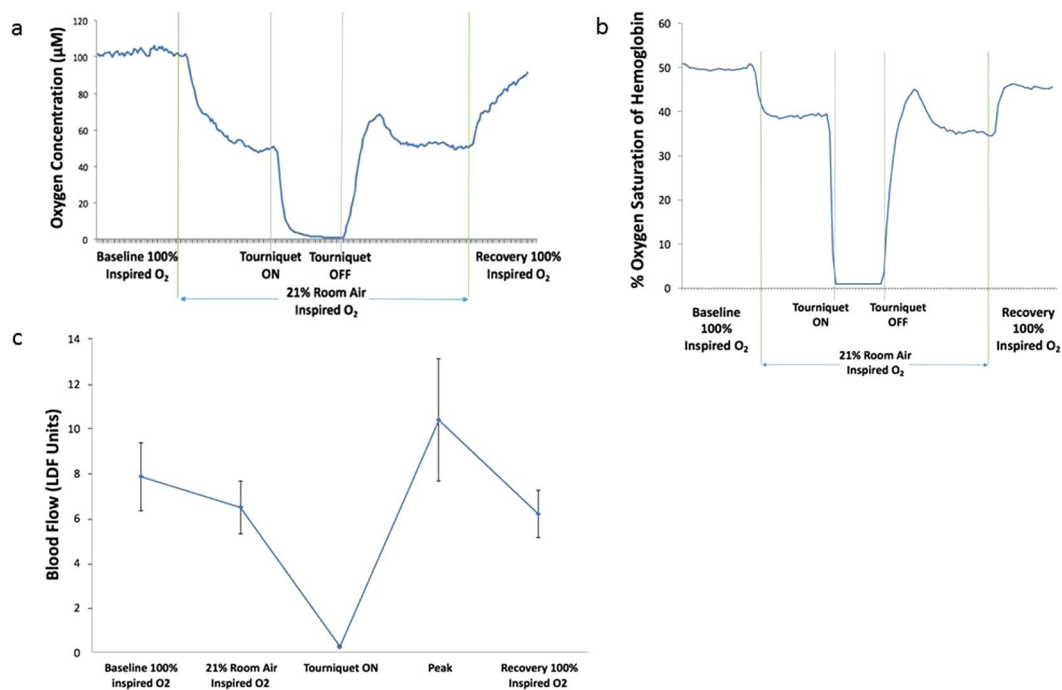 a
Oxygen Concentration (µM)
120
100
80
60
40
20
0
Baseline 100%
Inspired O₂
Tourniquet
ON
Tourniquet
OFF
Recovery 100%
Inspired O₂
21% Room Air
Inspired O₂
b
% Oxygen Saturation of Hemoglobin
60
50
40
30
20
10
0
Baseline
100%
Inspired O₂
Tourniquet
ON
Tourniquet
OFF
Recovery
100%
Inspired O₂
21% Room Air
Inspired O₂
c
Blood Flow (LDF Units)
14
12
10
8
6
4
2
0
Baseline 100%
inspired O2
21% Room Air
Inspired O2
Tourniquet ON
Peak
Recovery 100%
Inspired O2